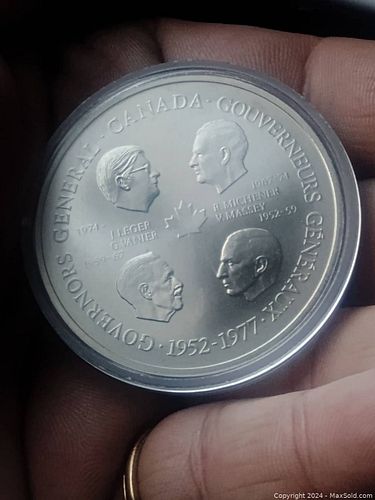 GOVERNORS GENERAL · CANADA · GOUVERNEURS GÉNÉRAUX · 1952-1977 ·
1974-
J. LEGER
G. VANIER
1959-67
1967-74
R. MICHENER
V. MASSEY
1952-59
Copyright © 2024 - MaxSold.com